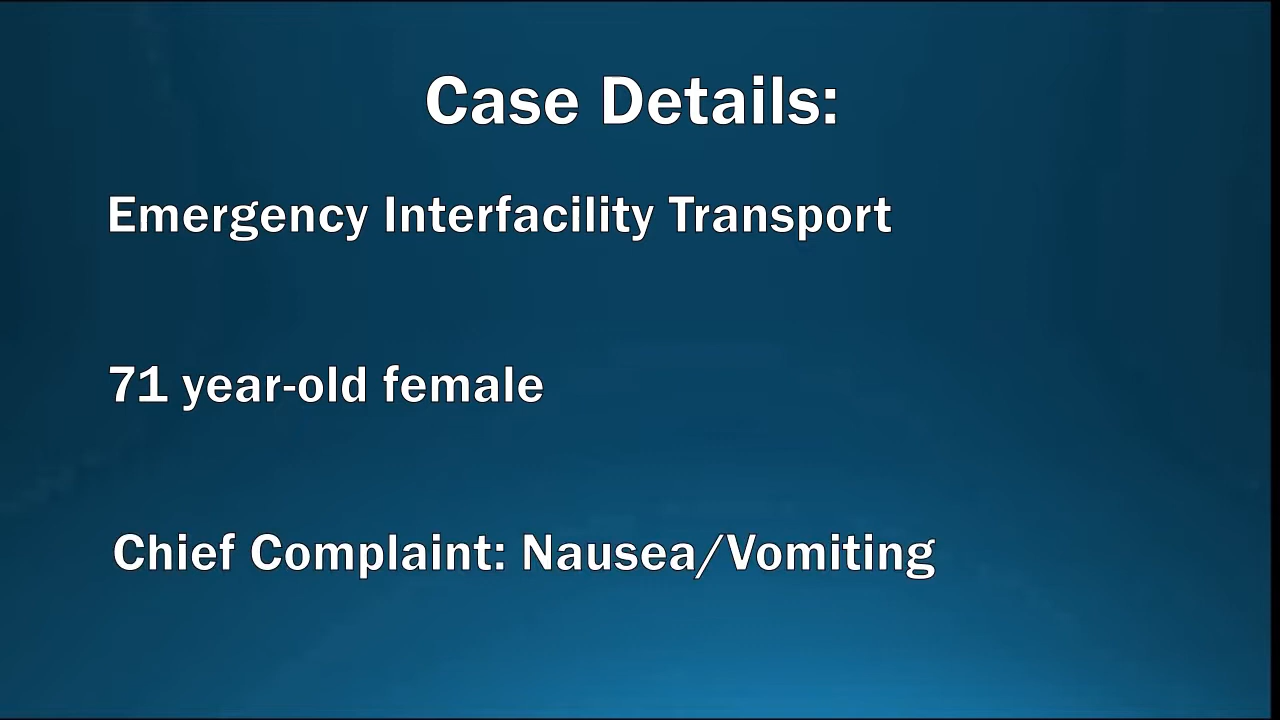 Case Details:
Emergency Interfacility Transport
71 year-old female
Chief Complaint: Nausea/Vomiting